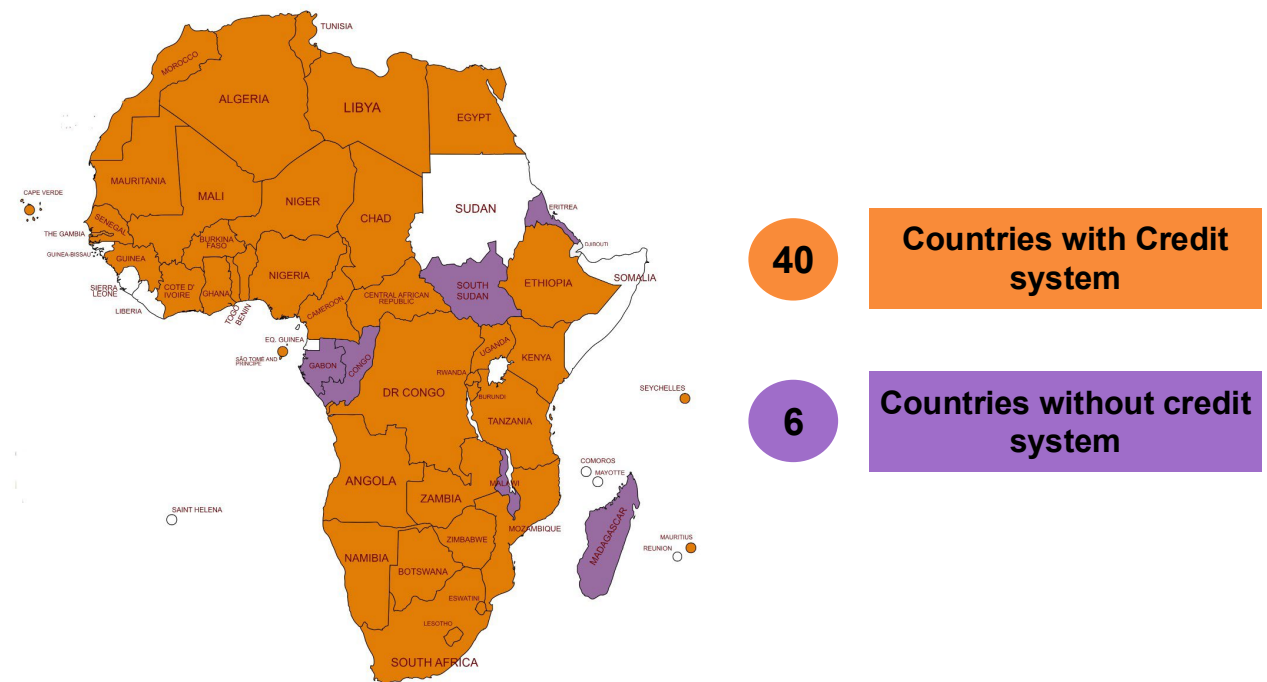 TUNISIA
MOROCCO
ALGERIA
LIBYA
EGYPT
MAURITANIA
MALI
NIGER
CHAD
SUDAN
ERITREA
CAPE VERDE
SENEGAL
THE GAMBIA
GUINEA-BISSAU
GUINEA
BURKINA
FASO
DJIBOUTI
SIERRA
LEONE
LIBERIA
COTE D'
IVOIRE
GHANA
TOGO
BENIN
NIGERIA
CAMEROON
CENTRAL AFRICAN
REPUBLIC
SOUTH
SUDAN
ETHIOPIA
SOMALIA
EQ. GUINEA
SÃO TOMÉ AND
PRINCIPE
GABON
CONGO
DR CONGO
UGANDA
KENYA
RWANDA
BURUNDI
TANZANIA
SEYCHELLES
COMOROS
MAYOTTE
ANGOLA
ZAMBIA
MALAWI
MOZAMBIQUE
SAINT HELENA
MADAGASCAR
MAURITIUS
REUNION
NAMIBIA
ZIMBABWE
BOTSWANA
ESWATINI
LESOTHO
SOUTH AFRICA
40
Countries with Credit
system
6
Countries without credit
system